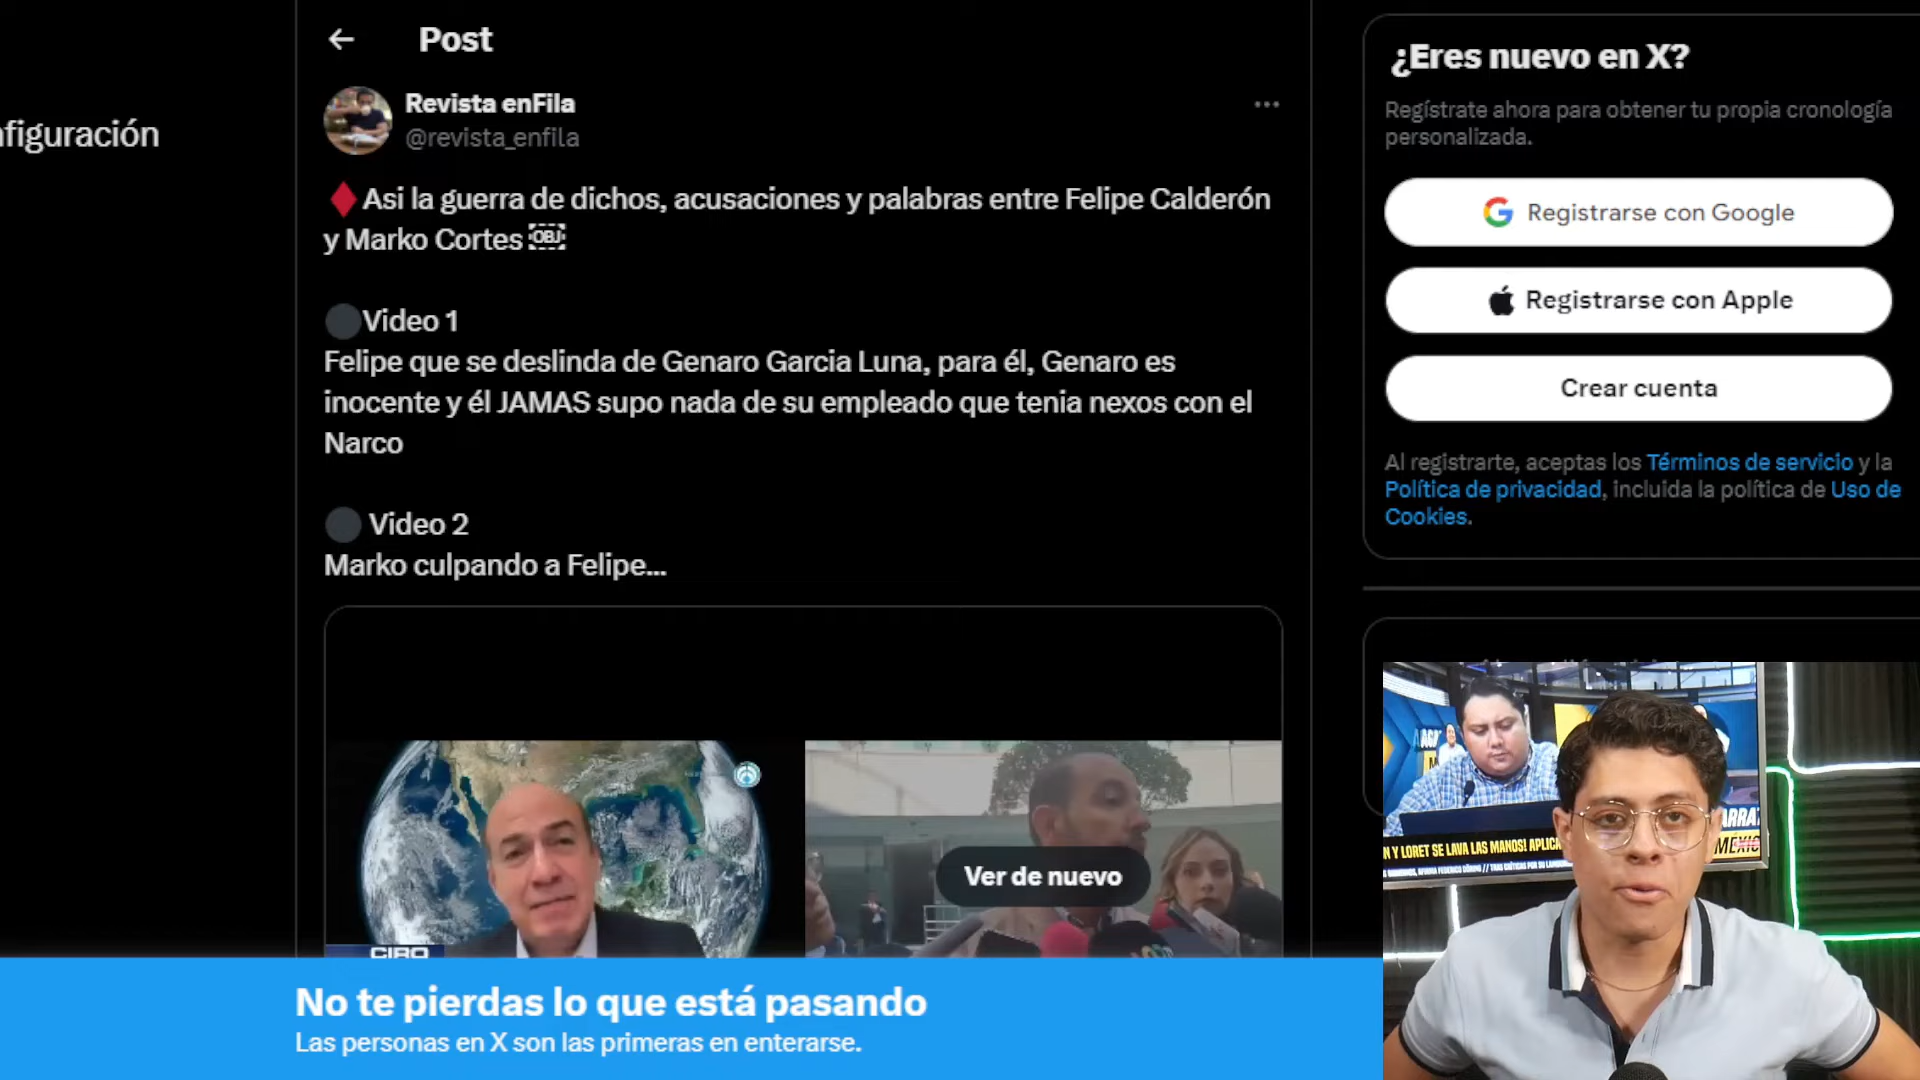 Post
nfiguración
Revista enFila
@revista_enfila
Asi la guerra de dichos, acusaciones y palabras entre Felipe Calderón
y Marko Cortes OBJ
Video 1
Felipe que se deslinda de Genaro Garcia Luna, para él, Genaro es
inocente y él JAMAS supo nada de su empleado que tenia nexos con el
Narco
Video 2
Marko culpando a Felipe...
Ver de nuevo
CIRO
No te pierdas lo que está pasando
Las personas en X son las primeras en enterarse.
¿Eres nuevo en X?
Regístrate ahora para obtener tu propia cronología
personalizada.
Registrarse con Google
Registrarse con Apple
Crear cuenta
Al registrarte, aceptas los Términos de servicio y la
Política de privacidad, incluida la política de Uso de
Cookies.
N Y LORET SE LAVA LAS MANOS! APLICA
ARRA
MÉXIC